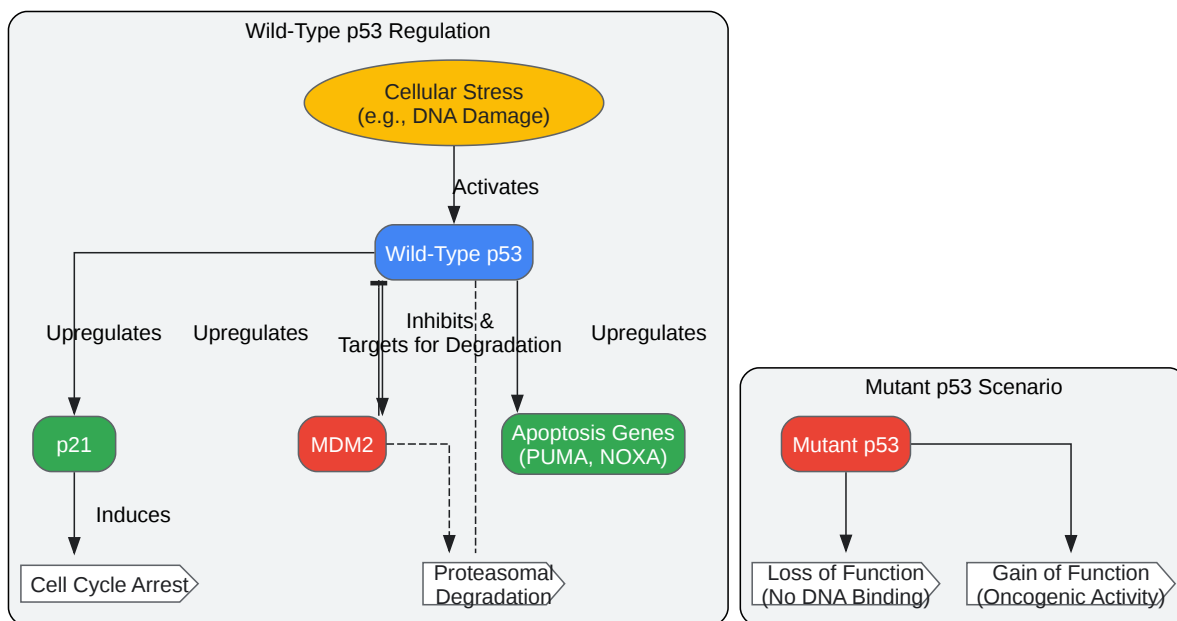 Wild-Type p53 Regulation
Cellular Stress
(e.g., DNA Damage)
Activates
Wild-Type p53
Upregulates
Upregulates
Inhibits &
Targets for Degradation
Upregulates
p21
MDM2
Apoptosis Genes
(PUMA, NOXA)
Induces
Cell Cycle Arrest
Proteasomal
Degradation
Mutant p53 Scenario
Mutant p53
Loss of Function
(No DNA Binding)
Gain of Function
(Oncogenic Activity)